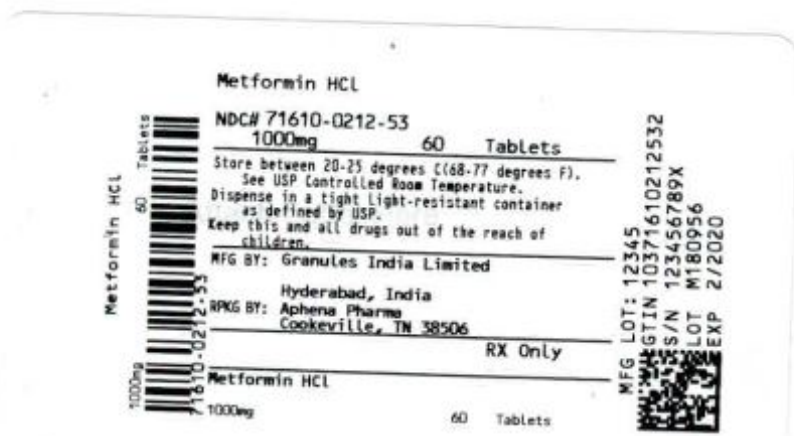 Metformin HCl
NDC# 71610-0212-53
1000mg 60 Tablets
Store between 20-25 degrees C(68-77 degrees F).
See USP Controlled Room Temperature.
Dispense in a tight Light-resistant container
as defined by USP.
Keep this and all drugs out of the reach of
children.
MFG BY: Granules India Limited
Hyderabad, India
RPKG BY: Aphena Pharma
Cookeville, TN 38506
RX Only
Metformin HCl
1000mg 60 Tablets
Metformin HCl
1000mg 60 Tablets
71610-0212-53
MFG LOT: 12345
GTIN 10371610212532
S/N 123456789X
LOT M180956
EXP 2/2020